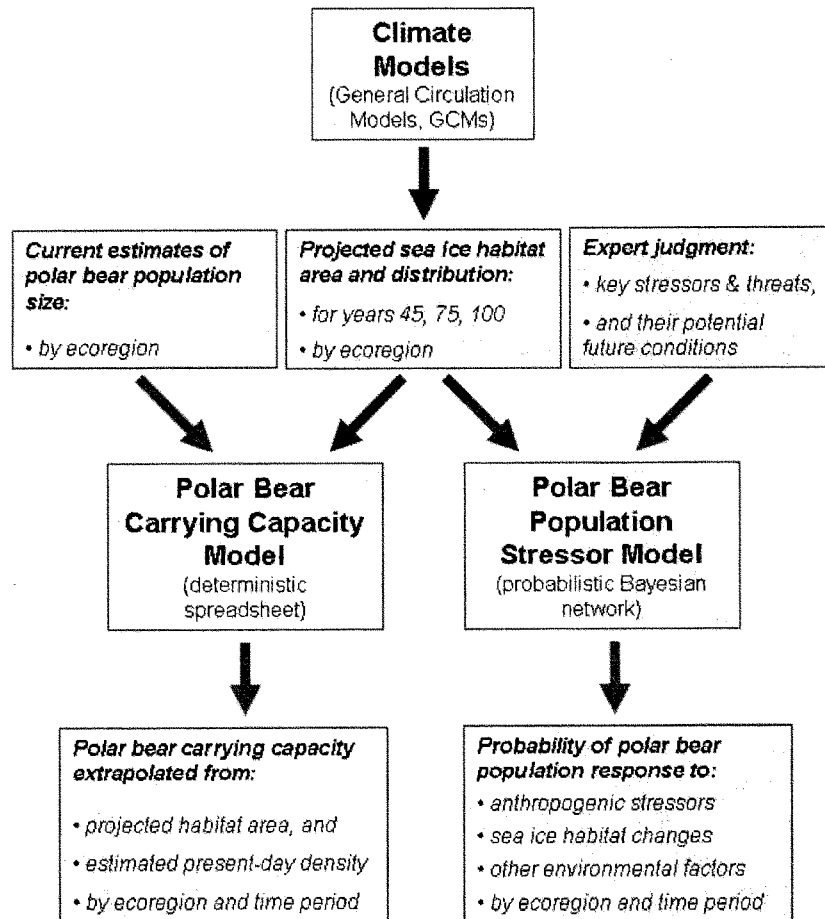 Climate
Models
(General Circulation
Models, GCMs)
Current estimates of
polar bear population
size:
• by ecoregion
Projected sea ice habitat
area and distribution:
• for years 45, 75, 100
• by ecoregion
Expert judgment:
• key stressors & threats,
• and their potential
future conditions
Polar Bear
Carrying Capacity
Model
(deterministic
spreadsheet)
Polar Bear
Population
Stressor Model
(probabilistic Bayesian
network)
Polar bear carrying capacity
extrapolated from:
• projected habitat area, and
• estimated present-day density
• by ecoregion and time period
Probability of polar bear
population response to:
• anthropogenic stressors
• sea ice habitat changes
• other environmental factors
• by ecoregion and time period